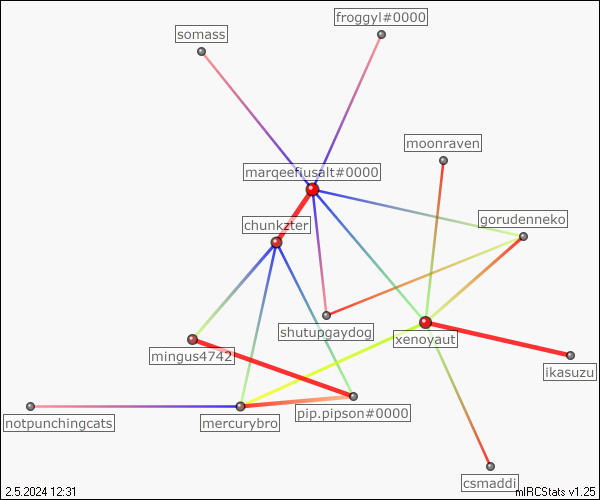 froggyl#0000
somass
moonraven
marqeefiusalt#0000
gorudenneko
chunkzter
shutupgaydog
xenoyaut
mingus4742
ikasuzu
pip.pipson#0000
notpunchingcats
mercurybro
csmaddi
2.5.2024 12:31
mIRCStats v1.25